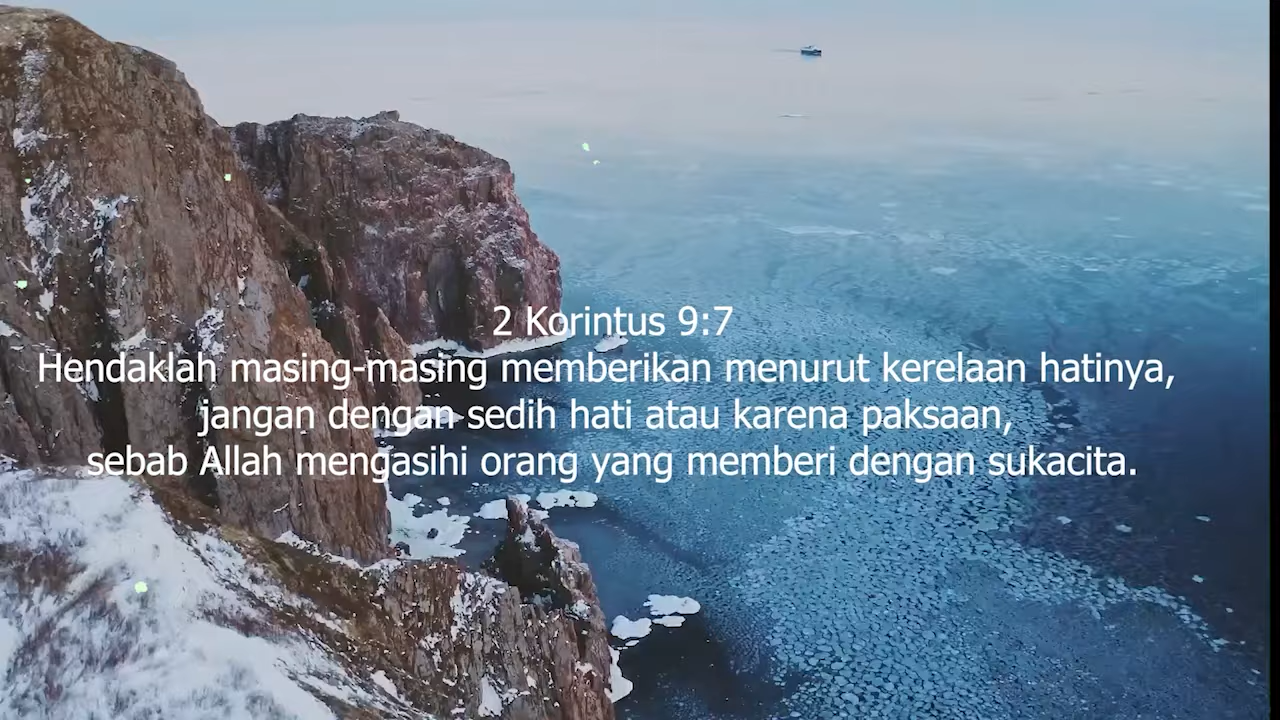 2 Korintus 9:7
Hendaklah masing-masing memberikan menurut kerelaan hatinya,
jangan dengan sedih hati atau karena paksaan,
sebab Allah mengasihi orang yang memberi dengan sukacita.